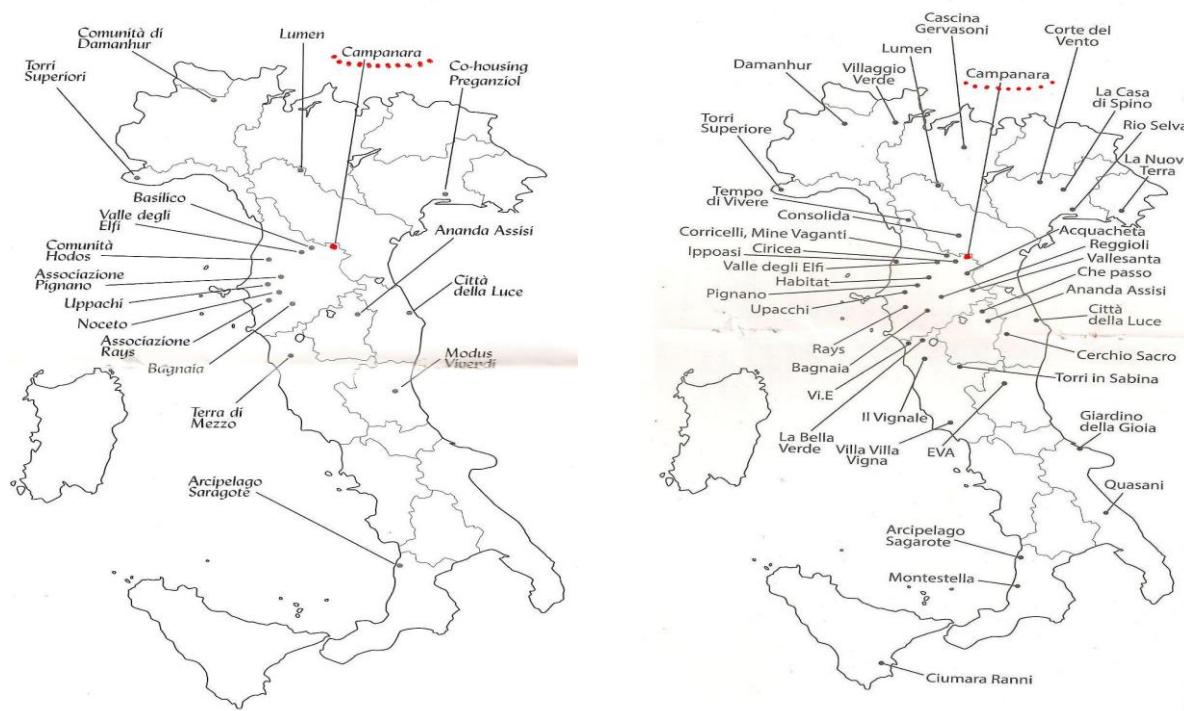 Comunità di
Damanhur
Lumen
Campanara
Torri
Superiori
Co-housing
Preganziol
Basilico
Valle degli
Elfi
Comunità
Hodos
Associazione
Pignano
Uppachi
Noceto
Associazione
Rays
Bagnaia
Terra di
Mezzo
Ananda Assisi
Città
della Luce
Modus
Vivendi
Arcipelago
Saragote
Cascina
Gervasoni
Corte del
Vento
Lumen
Damanhur
Villaggio
Verde
Campanara
La Casa
di Spino
Torri
Superiore
Rio Selva
La Nuov
Terra
Tempo
di Vivere
Consolida
Corricelli, Mine Vaganti
Ippoasi
Ciricea
Valle degli Elfi
Habitat
Pignano
Upacchi
Acquacheta
Reggioli
Vallesanta
Che passo
Ananda Assisi
Città
della Luce
Rays
Bagnaia
Vi.E
Cerchio Sacro
Torri in Sabina
Il Vignale
La Bella
Verde
Villa Villa
Vigna
EVA
Giardino
della Gioia
Quasani
Arcipelago
Sagarote
Montestella
Ciumara Ranni